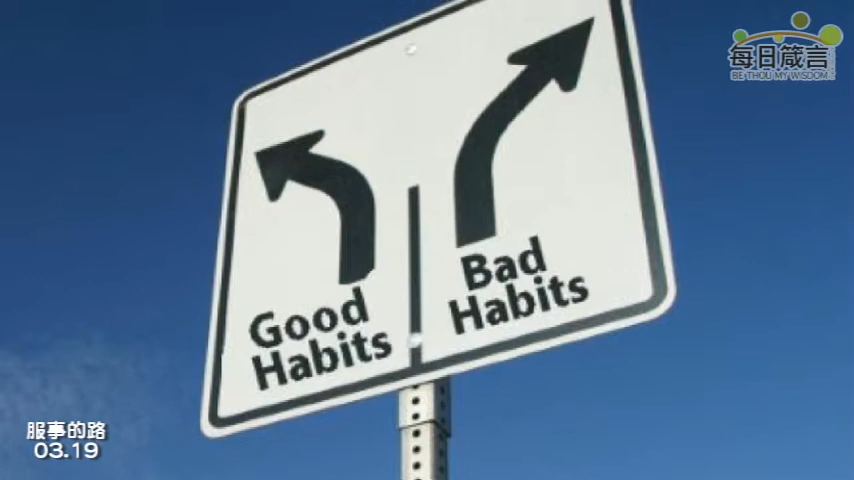 每日箴言
BE THOU MY WISDOM
Good
Habits
Bad
Habits
服事的路
03.19